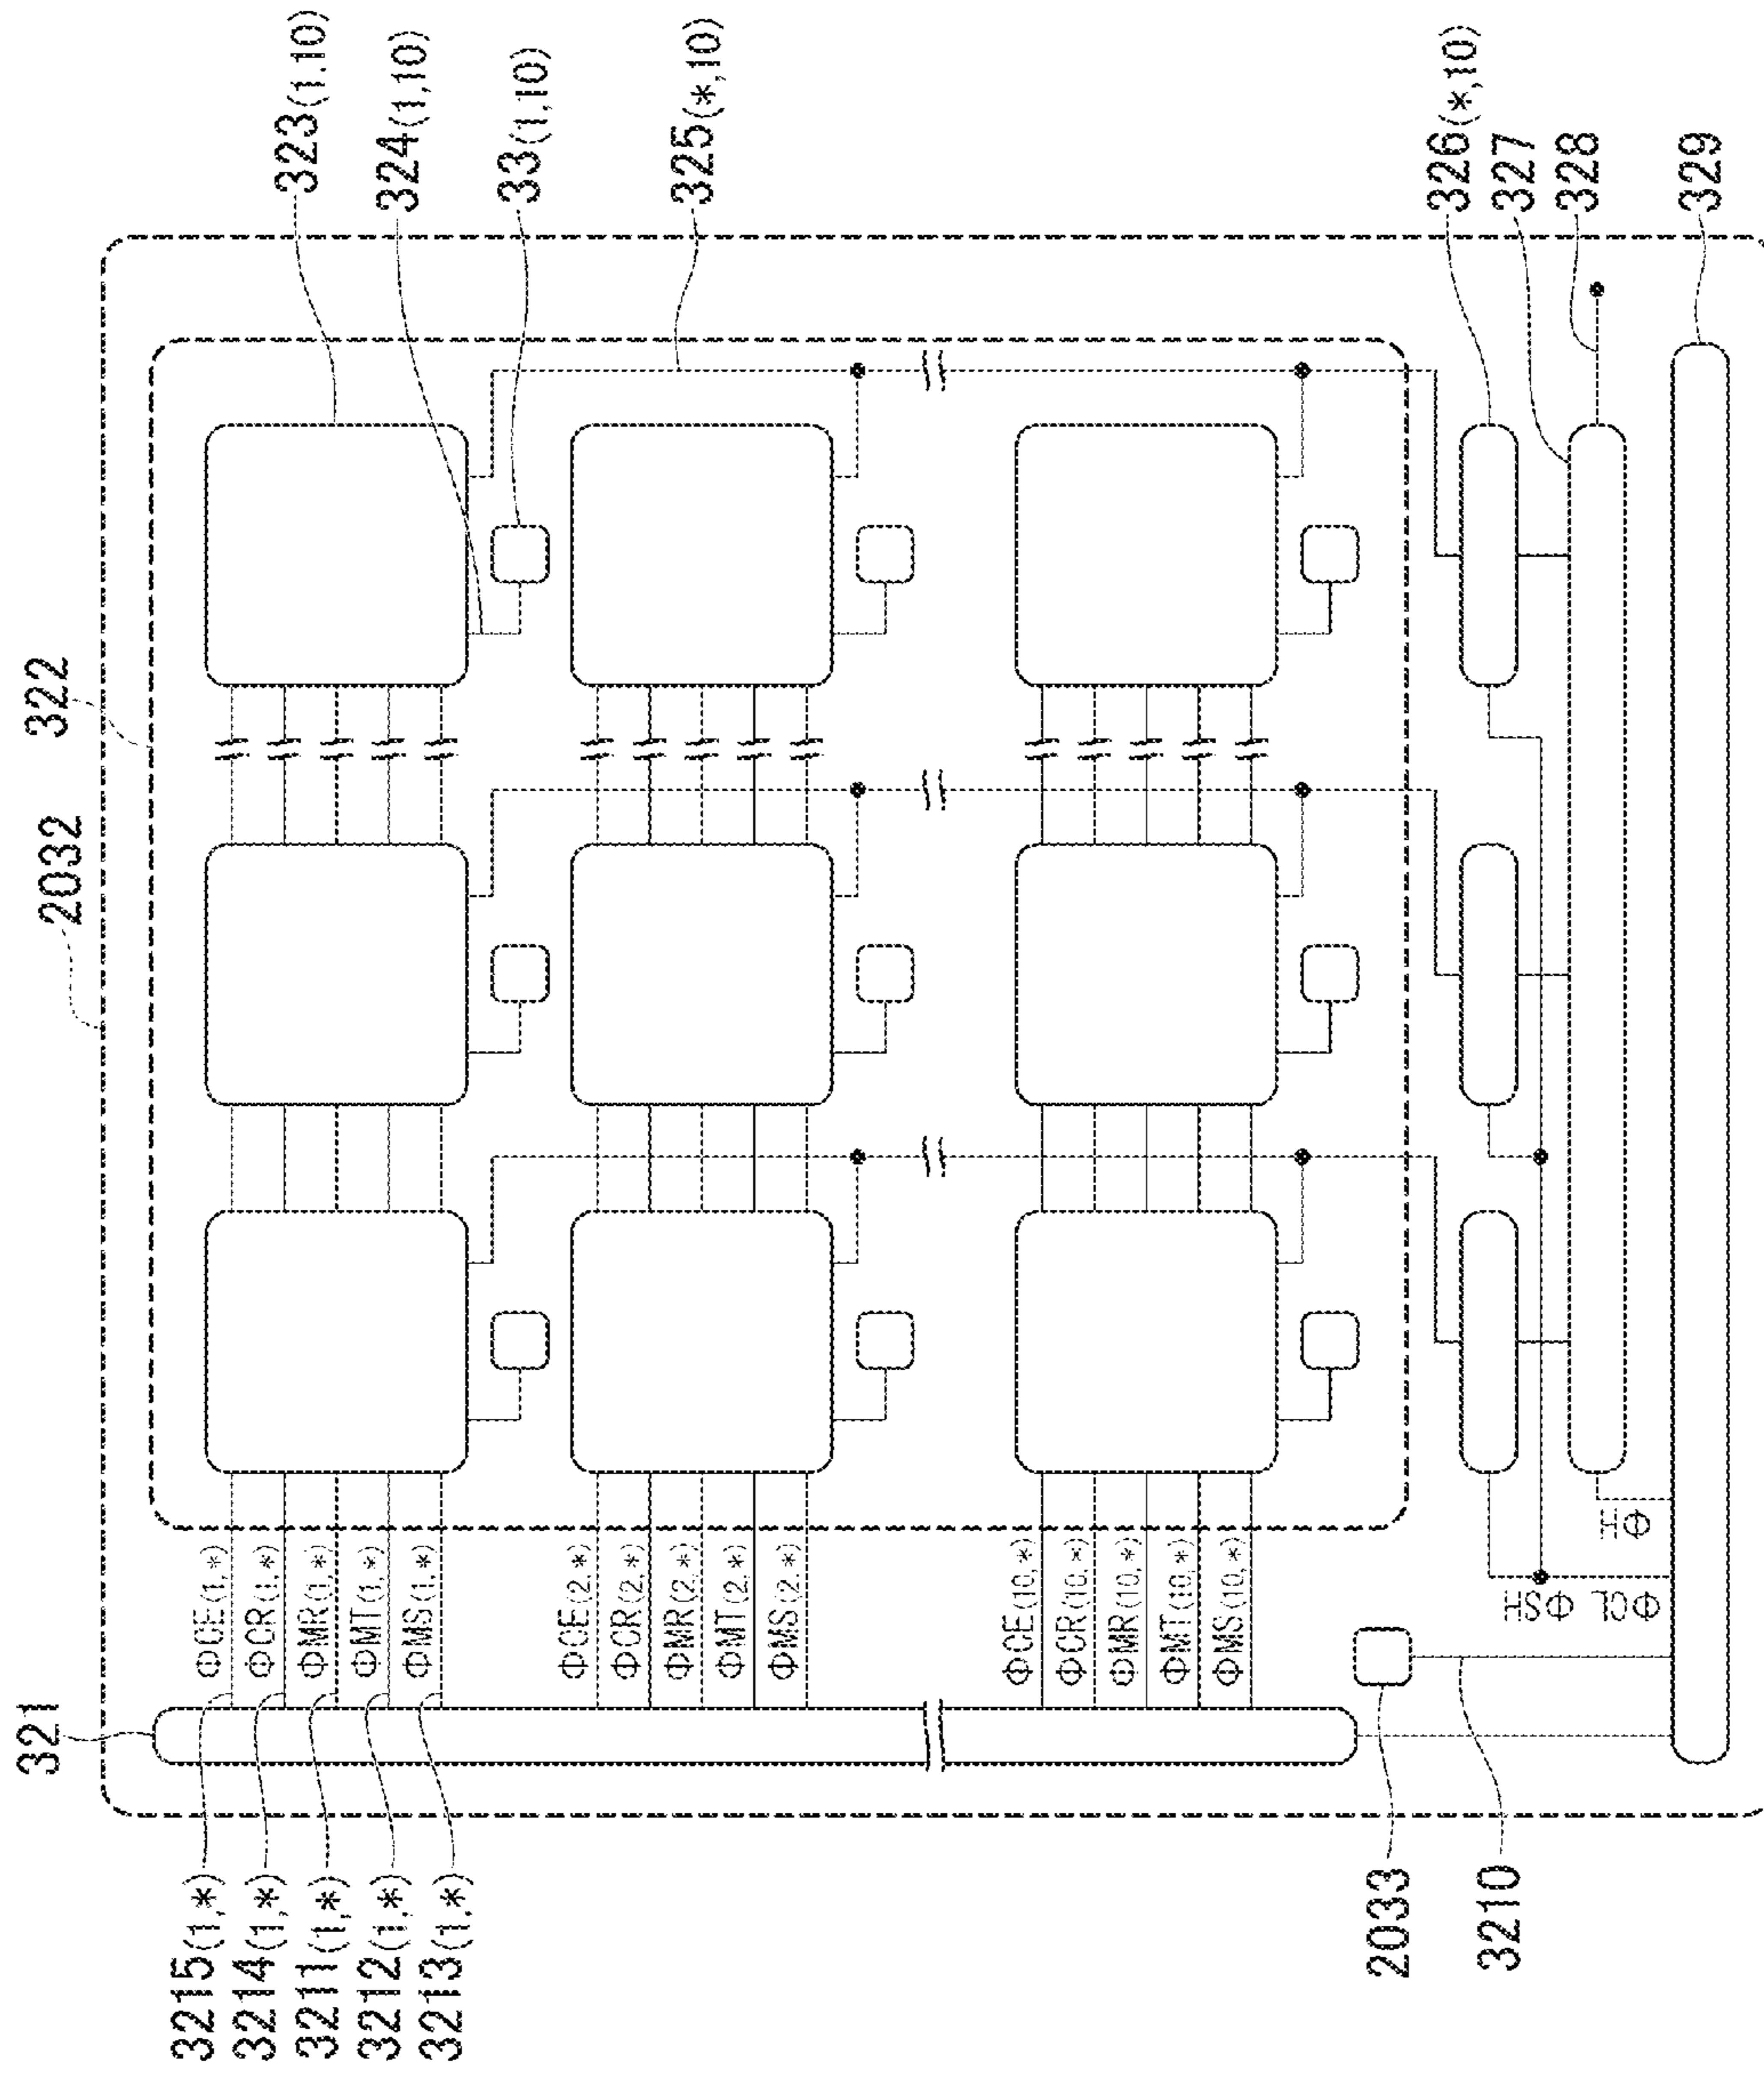 2032
322
321
323(1.10)
324(1,10)
33(1,10)
325(*,10)
326(*,10)
327
328
329
3215(1,*)
3214(1,*)
3211(1,*)
3212(1,*)
3213(1,*)
ΦCE(1,*)
ΦCR(1,*)
ΦMR(1,*)
ΦMT(1,*)
ΦMS(1,*)
ΦCE(2,*)
ΦCR(2,*)
ΦMR(2,*)
ΦMT(2,*)
ΦMS(2,*)
ΦCE(10,*)
ΦCR(10,*)
ΦMR(10,*)
ΦMT(10,*)
ΦMS(10,*)
2033
3210
ΦCL ΦSH
ΦH